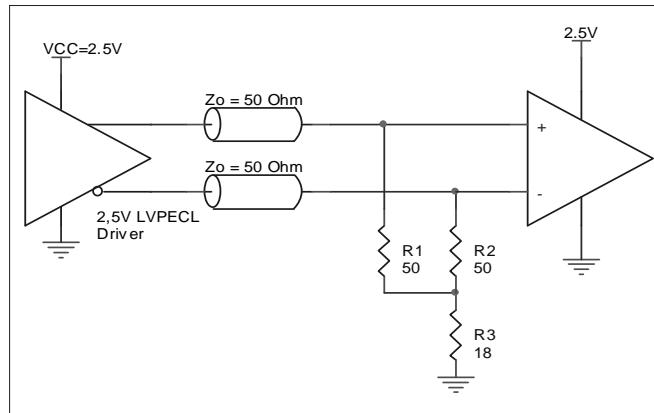 VCC=2.5V
2.5V
Zo = 50 Ohm
+
Zo = 50 Ohm
-
2,5V LVPECL
Driver
R1
50
R2
50
R3
18